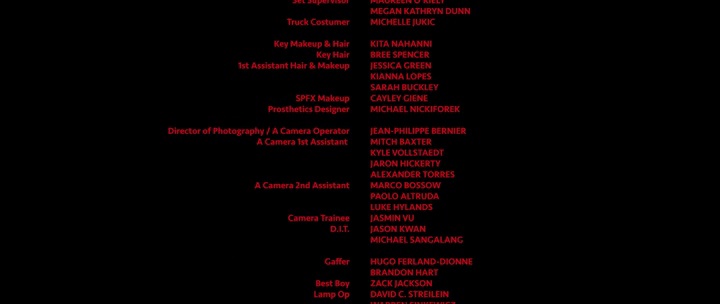 Set Supervisor MAUREEN O'RIELY
MEGAN KATHRYN DUNN
Truck Costumer MICHELLE JUKIC
Key Makeup & Hair KITA NAHANNI
Key Hair BREE SPENCER
1st Assistant Hair & Makeup JESSICA GREEN
KIANNA LOPES
SARAH BUCKLEY
SPFX Makeup CAYLEY GIENE
Prosthetics Designer MICHAEL NICKIFOREK
Director of Photography / A Camera Operator JEAN-PHILIPPE BERNIER
A Camera 1st Assistant MITCH BAXTER
KYLE VOLLSTAEDT
JARON HICKERTY
ALEXANDER TORRES
A Camera 2nd Assistant MARCO BOSSOW
PAOLO ALTRUDA
LUKE HYLANDS
Camera Trainee JASMIN VU
D.I.T. JASON KWAN
MICHAEL SANGALANG
Gaffer HUGO FERLAND-DIONNE
BRANDON HART
Best Boy ZACK JACKSON
Lamp Op DAVID C. STREILEIN